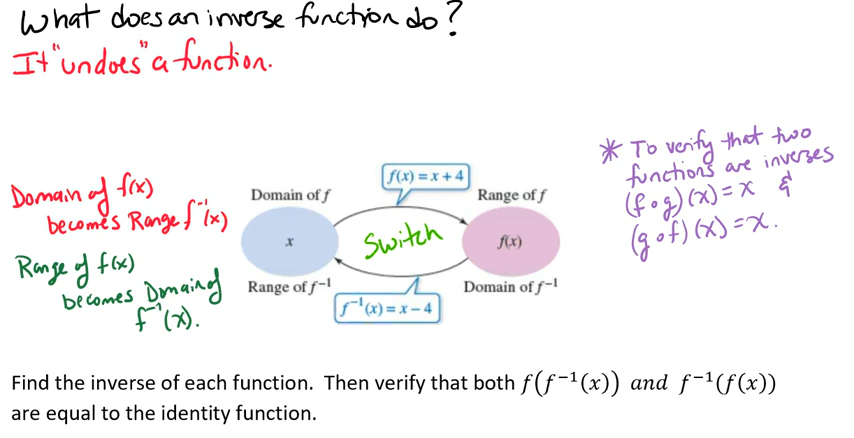 What does an inverse function do?
It "undoes" a function.
Domain of f(x)
becomes Range f⁻¹(x)
Range of f(x)
becomes Domain of
f⁻¹(x).
f(x) = x + 4
Domain of f
Range of f
x
Switch
f(x)
Range of f⁻¹
Domain of f⁻¹
f⁻¹(x) = x − 4
* To verify that two
functions are inverses
(f∘g)(x) = x &
(g∘f)(x) = x.
Find the inverse of each function. Then verify that both f(f⁻¹(x)) and f⁻¹(f(x))
are equal to the identity function.